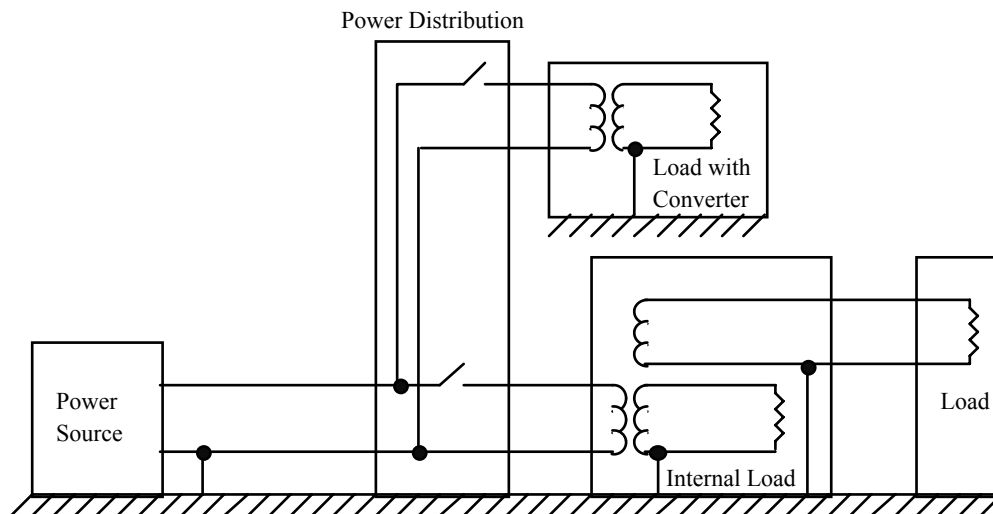 Power Distribution
Load with
Converter
Power
Source
Load
Internal Load